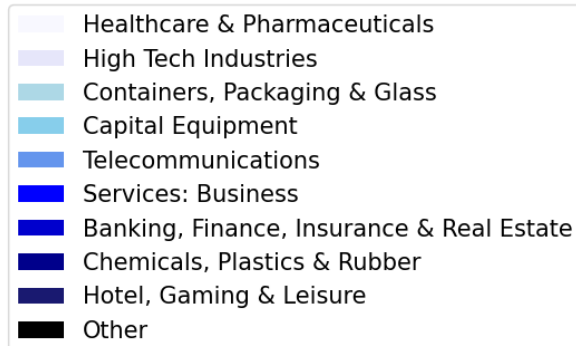 Healthcare & Pharmaceuticals
High Tech Industries
Containers, Packaging & Glass
Capital Equipment
Telecommunications
Services: Business
Banking, Finance, Insurance & Real Estate
Chemicals, Plastics & Rubber
Hotel, Gaming & Leisure
Other